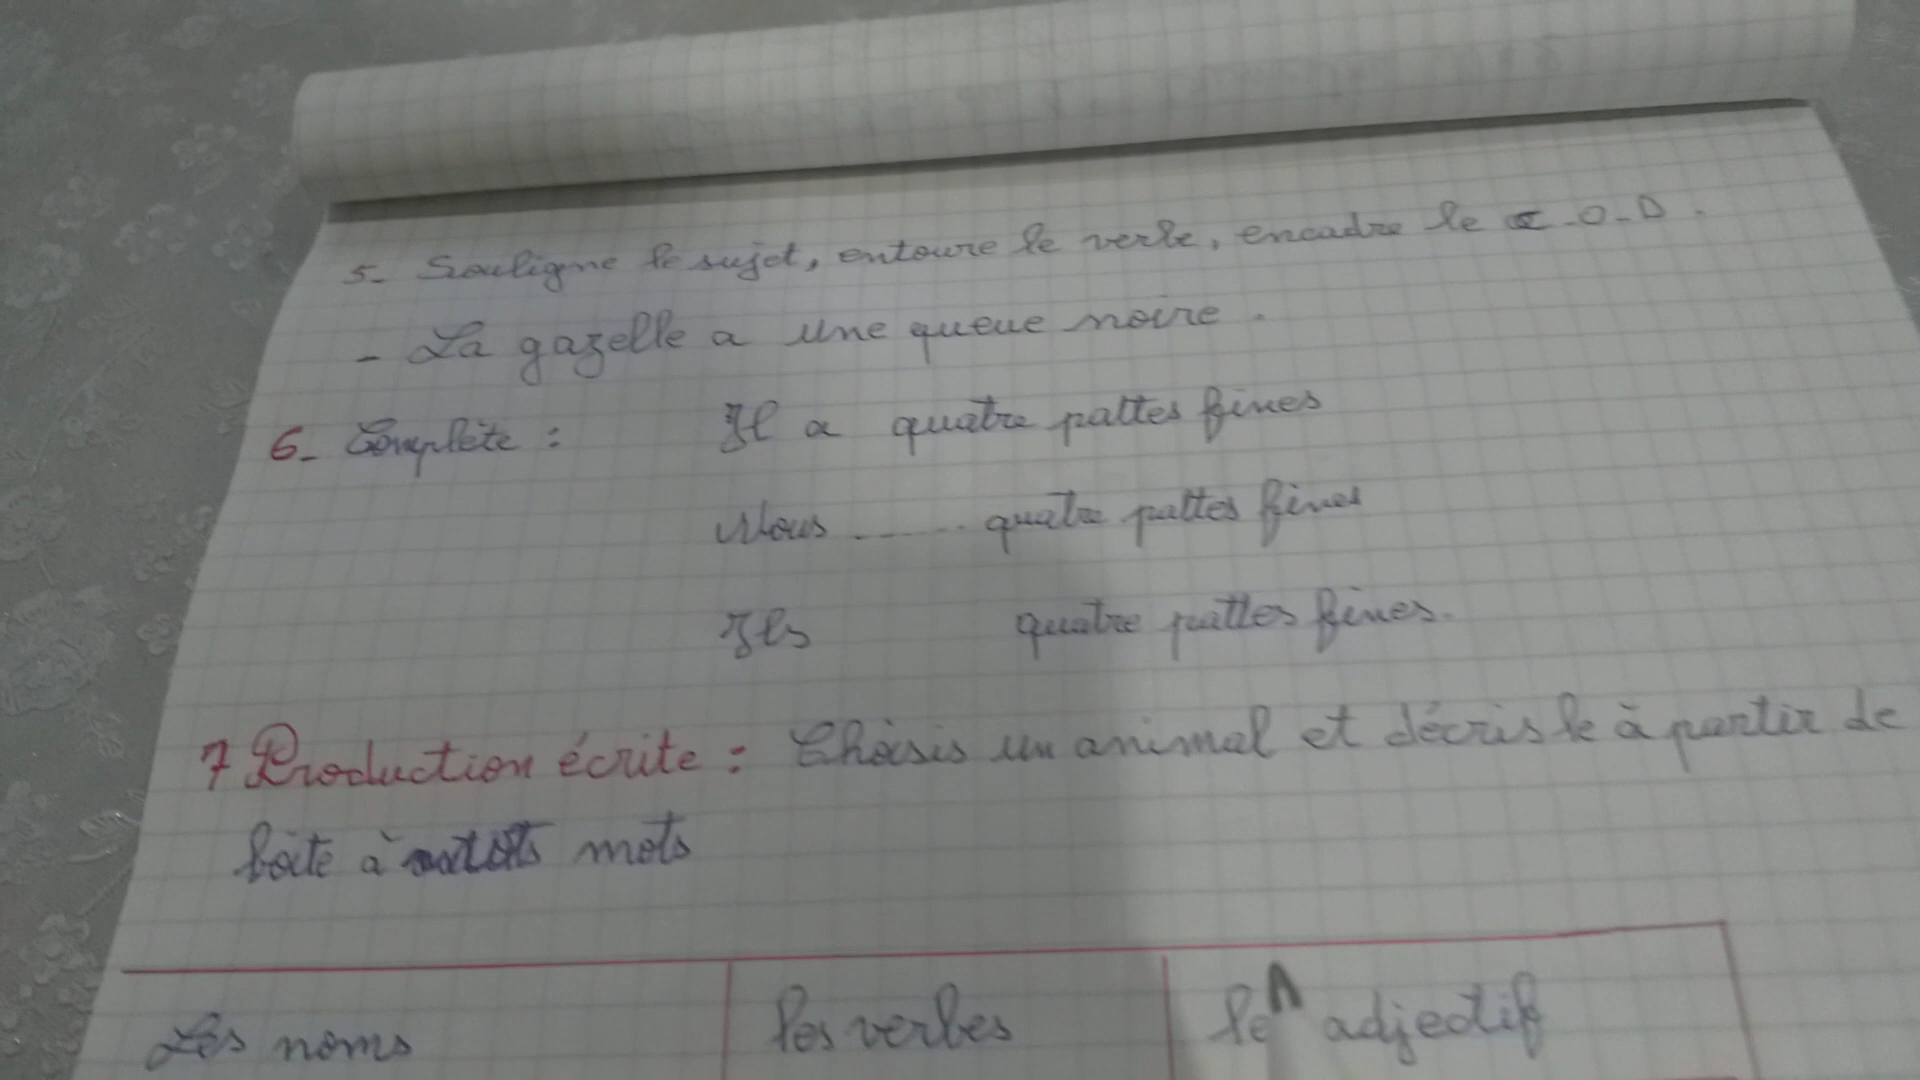 5- Souligne le sujet, entoure le verbe, encadre le C-O-D.
- La gazelle a une queue noire.
6- Complète : Il a quatre pattes fines
Nous ........ quatre pattes fines
Ils quatre pattes fines.
7 Production écrite : Choisis un animal et décris le à partir de
boite à mots
Les noms les verbes le adjectif